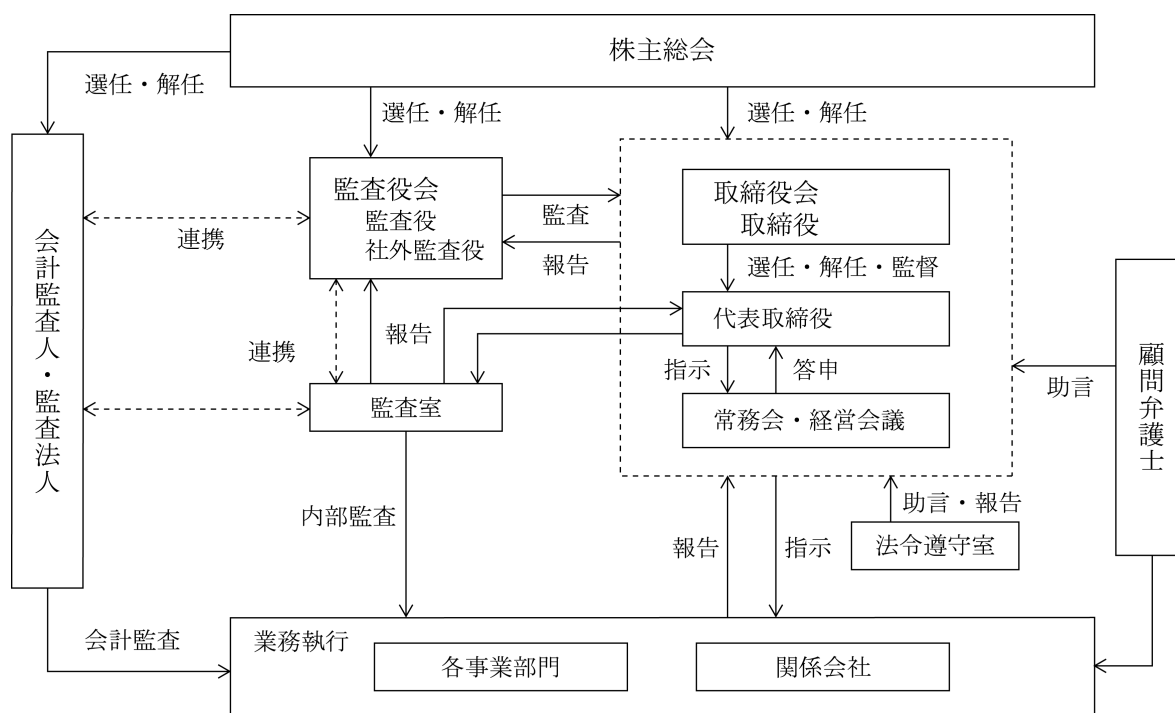 株主総会
選任・解任
選任・解任
選任・解任
監査役会
監査役
社外監査役
監査
報告
取締役会
取締役
連携
選任・解任・監督
会計監査人・監査法人
代表取締役
報告
連携
指示
答申
顧問弁護士
助言
監査室
常務会・経営会議
内部監査
助言・報告
報告
指示
法令遵守室
会計監査
業務執行
各事業部門
関係会社